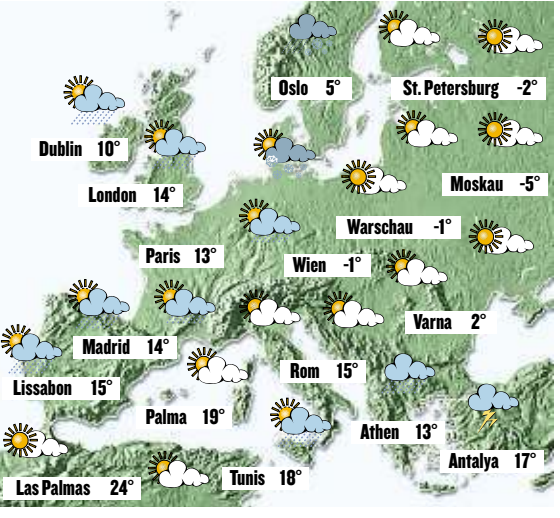 Oslo 5°
St. Petersburg -2°
Dublin 10°
London 14°
Moskau -5°
Warschau -1°
Paris 13°
Wien -1°
Varna 2°
Madrid 14°
Rom 15°
Lissabon 15°
Palma 19°
Athen 13°
Antalya 17°
Tunis 18°
Las Palmas 24°